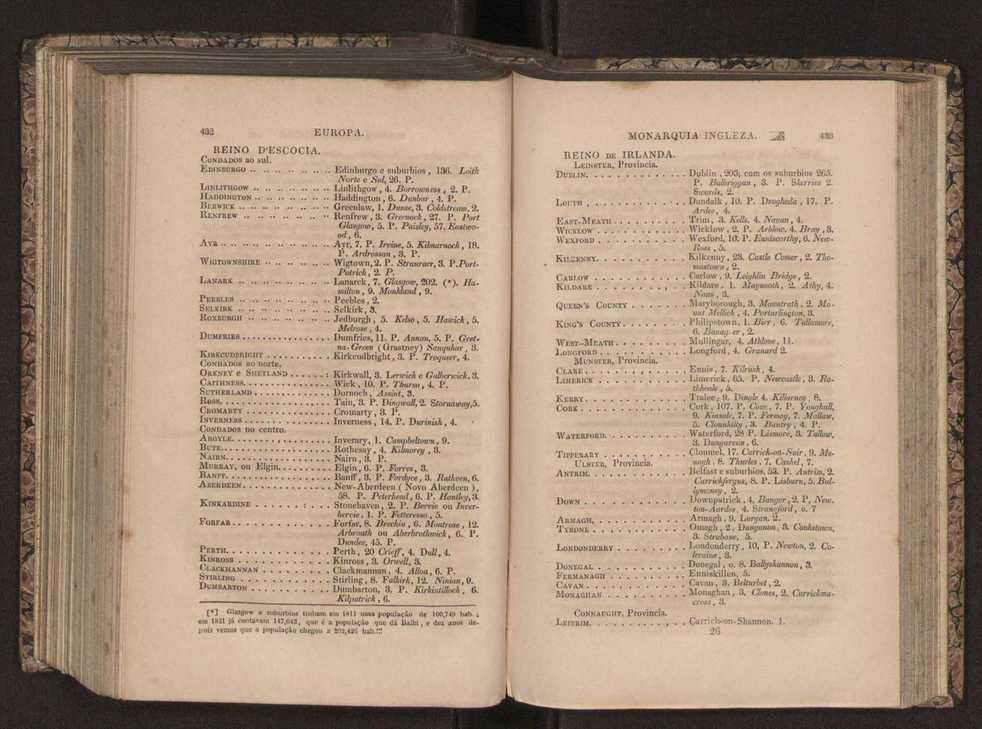 432 EUROPA.
REINO D'ESCOCIA.
CONDADOS ao sul.
EDINBURGO .. .. .. .. .. .. .. Edinburgo e suburbios , 136. Leith
Norte e Sul, 26. P.
LINLITHGOW .. .. .. .. .. .. .. Linlithgow , 4. Borrowness , 2. P.
HADDINGTON .. .. .. .. .. .. .. Haddington , 6. Dunbar , 4. P.
BERWICK .. .. .. .. .. .. .. Greenlaw, 1. Dunse, 3. Coldstream. 2.
RENFREW .. .. .. .. .. .. .. Renfrew , 3. Greenock , 27. P. Port
Glasgow, 5. P. Paisley, 57. Eastwo-
od , 6.
AYR .. .. .. .. .. .. .. .. .. Ayr, 7. P. Irvine, 5. Kilmarnock , 18.
P. Ardrossan , 3. P.
WIGTOWNSHIRE .. .. .. .. .. .. Wigtown, 2. P. Stranraer, 3. P. Port-
Patrick , 2. P.
LANARK .. .. .. .. .. .. .. .. Lanarck , 7. Glasgow, 202. (*). Ha-
milton , 9. Monkland , 9.
PEEBLES .. .. .. .. .. .. .. Peebles , 2.
SELKIRK .. .. .. .. .. .. .. Selkirk , 3.
ROXBURGH .. .. .. .. .. .. .. Jedburgh , 5. Kelso , 5. Hawick , 5.
Melrose , 4.
DUMFRIES . . . . . . . . . . . . . Dumfries, 11. P. Annan, 5. P. Gret-
na-Green (Graatney) Sanquhar , 3.
KIRKCUDBRIGHT . . . . . . . . . . Kirkcudbright , 3. P. Troqueer , 4.
CONDADOS ao norte.
ORKNEY e SHETLAND . . . . . . : Kirkwall, 3. Lerwick e Gulberwick, 3.
CAITHNESS. . . . . . . . . . . . . . Wick , 10. P. Thurso , 4. P.
SUTHERLAND . . . . . . . . . . . . Dornoch , Assint , 3.
ROSS. . . . . . . . . . . . . . . . . Tain, 3. P. Dingwall, 2. Stornaway, 5.
CROMARTY . . . . . . . . . . . . . Cromarty , 3. P.
INVERNESS . . . . . . . . . . . . . Inverness , 14. P. Durinish , 4.
CONDADOS no centro.
ARGYLE. . . . . . . . . . . . . . . . Inverary, 1. Campbeltown , 9.
BUTE. . . . . . . . . . . . . . . . . Rothesay , 4. Kilmorey , 3.
NAIRN. . . . . . . . . . . . . . . . Nairn , 3. P.
MURRAY, ou Elgin. . . . . . . . . Elgin , 6. P. Forres , 3.
BANFF. . . . . . . . . . . . . . . . Banff , 3. P. Fordyce , 3. Rathven, 6.
ABERDEEN . . . . . . . . . . . . . . New-Aberdeen ( Novo Aberdeen ),
58. P. Peterhead , 6. P. Huntley, 3.
KINKARDINE . . . . . : . . Stonehaven , 2. P. Bervie ou Inver-
bervie , 1. P. Fetteresso , 5.
FORFAR . . . . . . . . . . . . . . . Forfar, 8. Brechin , 6. Montrose , 12.
Arbrouth ou Aberbrothwick , 6. P.
Dundee, 45. P.
PERTH. . . . . . . . . . . . . . . . Perth , 20 Crieff , 4. Dull , 4.
KINROSS . . . . . . . . . . . . . . Kinross , 3. Orwell , 3.
CLACKMANNAN . . . . . . . . . . . Clackmannan , 4. Alloa , 6. P.
STIRLING . . . . . . . . . . . . . . Stirling , 8. Falkirk , 12. Ninian , 9.
DUMBARTON . . . . . . . . . . . . Dumbarton, 3. P. Kirkintilloch , 6.
Kilpatrick , 6.
[*] Glasgow e suburbios tinham em 1811 uma população de 100,749 hab. ;
em 1821 já contavam 147,043, que é a população que dá Balbi , e dez anos de-
pois vemos que a população chegou a 202,426 hab.!!!
MONARQUIA INGLEZA. 433
REINO DE IRLANDA.
LEINSTER, Provincia.
DUBLIN. . . . . . . . . . . . . . Dublin , 203; com os suburbios 265.
P. Balbriggan , 3. P. Skerries 2.
Swords, 2.
LOUTH , . . . . . . . . . . . . Dundalk , 10. P. Drogheda , 17. P.
Ardee , 4.
EAST-MEATH . . . . . . . . . . . Trim , 3. Kells. 4. Navan , 4.
WICKLOW . . . . . . . . . . . . . Wicklow , 2. P. Arklow. 4. Bray , 3.
WEXFORD . . . . . . . . . . . . . Wexford, 10. P. Enniscorthy, 6. New-
Ross , 5.
KILKENNY. . . . . . . . . . . . . Kilkenny , 23. Castle Comer , 2. Tho-
mastown , 2.
CARLOW . . . . . . . . . . . . . Carlow , 9. Leighlin Bridge , 2.
KILDARE . . . . . . . . . . . . . Kildare , 1. Maynooth , 2. Athy, 4.
Naas , 3.
QUEEN'S COUNTY . . . . . . . Maryborough, 3. Mountrath , 2. Mo-
unt Mellick , 4. Portarlington, 3.
KING'S COUNTY . . . . . . . . Philipstown , 1. Birr , 6. Tullamore,
6. Banagher , 2.
WEST-MEATH . . . . . . . . . . . Mullingar, 4. Athlone , 11.
LONGFORD . . . . . . . . . . . . Longford , 4. Granard 2.
MUNSTER, Provincia.
CLARE . . . . . . . . . . . . . . Ennis , 7. Kilrush , 4.
LIMERICK . . . . . . . . . . . . . Limerick, 65. P. Newcastle , 3. Ra-
thkeale , 5.
KERRY . . . . . . . . . . . . . . Tralee , 9. Dingle 4. Killarney , 8.
CORK . . . . . . . . . . . . . . . Cork , 107. P. Cove , 7. P. Youghall,
9. Kinsale, 7. P. Fermoy, 7. Mallow,
5. Clonakilty , 3. Bantry , 4. P.
WATERFORD. . . . . . . . . . . . Waterford, 28 P. Lismore, 3. Tallow,
3. Dungarvan , 6.
TIPPERARY . . . . . . . . . . . . Clonmel, 17. Carrick-on-Suir, 9. Ne-
nagh , 8. Thurles , 7. Cashel , 7.
ULSTER, Provincia.
ANTRIM. . . . . . . . . . . . . . Belfast e suburbios, 53. P. Antrim, 2.
Carrickfergus, 8. P. Lisburn, 5. Bal-
lymoney , 2.
DOWN . . . . . . . . . . . . . . Downpatrick , 4. Bangor, 2. P. New.
ton-Aardes , 4. Strangford , o. 7
ARMAGH. . . . . . . . . . . . . . Armagh , 9. Lurgan. 2.
TYRONE . . . . . . . . . . . . . . Omagh , 2. Dunganon, 3. Cookstown,
3. Strabane, 5.
LONDONDERRY . . . . . . . . . Londonderry , 10, P. Newton, 2. Co-
leraine , 3.
DONEGAL . . . . . . . . . . . . . Donegal , o. 8. Ballyshannon , 3.
FERMANAGH . . . . . . . . . . . Enniskillen, 5.
CAVAN . . . . . . . . . . . . . . Cavan , 3. Belturbet , 2.
MONAGHAN . . . . . . . . . . . . Monaghan , 3. Clones, 2. Carrickma-
cross , 3.
CONNAUGHT, Provincia.
LEITRIM. . . . . . . . . . . , . . Carrich-on-Shannon. 1.
26